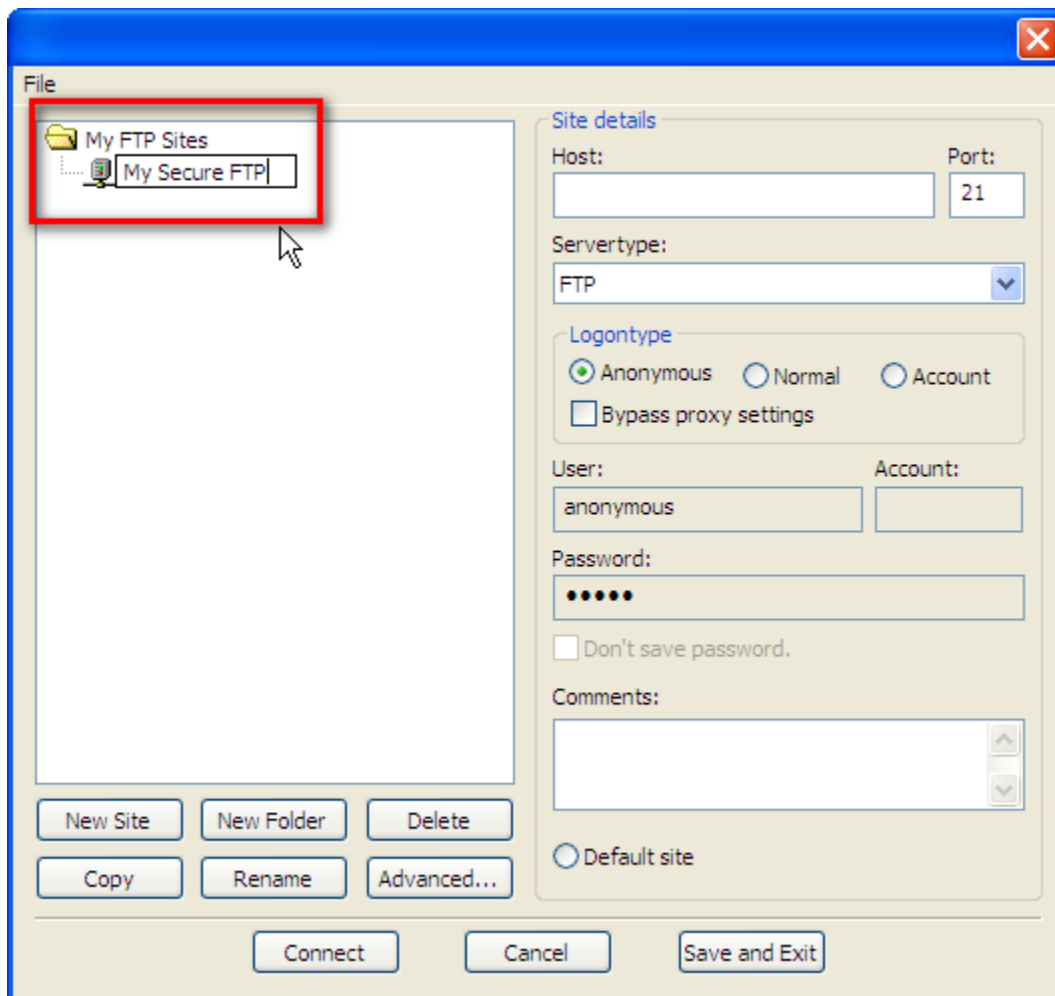 File
My FTP Sites
My Secure FTP
Site details
Host: Port:
21
Servertype:
FTP
Logontype
Anonymous Normal Account
Bypass proxy settings
User: Account:
anonymous
Password:
•••••
Don't save password.
Comments:
New Site New Folder Delete
Default site
Copy Rename Advanced...
Connect Cancel Save and Exit